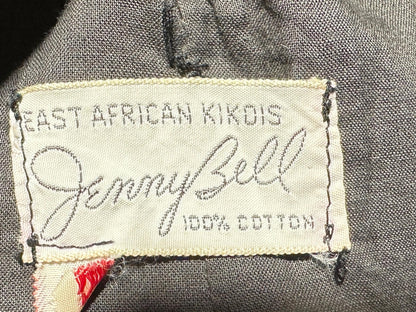 EAST AFRICAN KIKOIS
Jenny Bell
100% COTTON